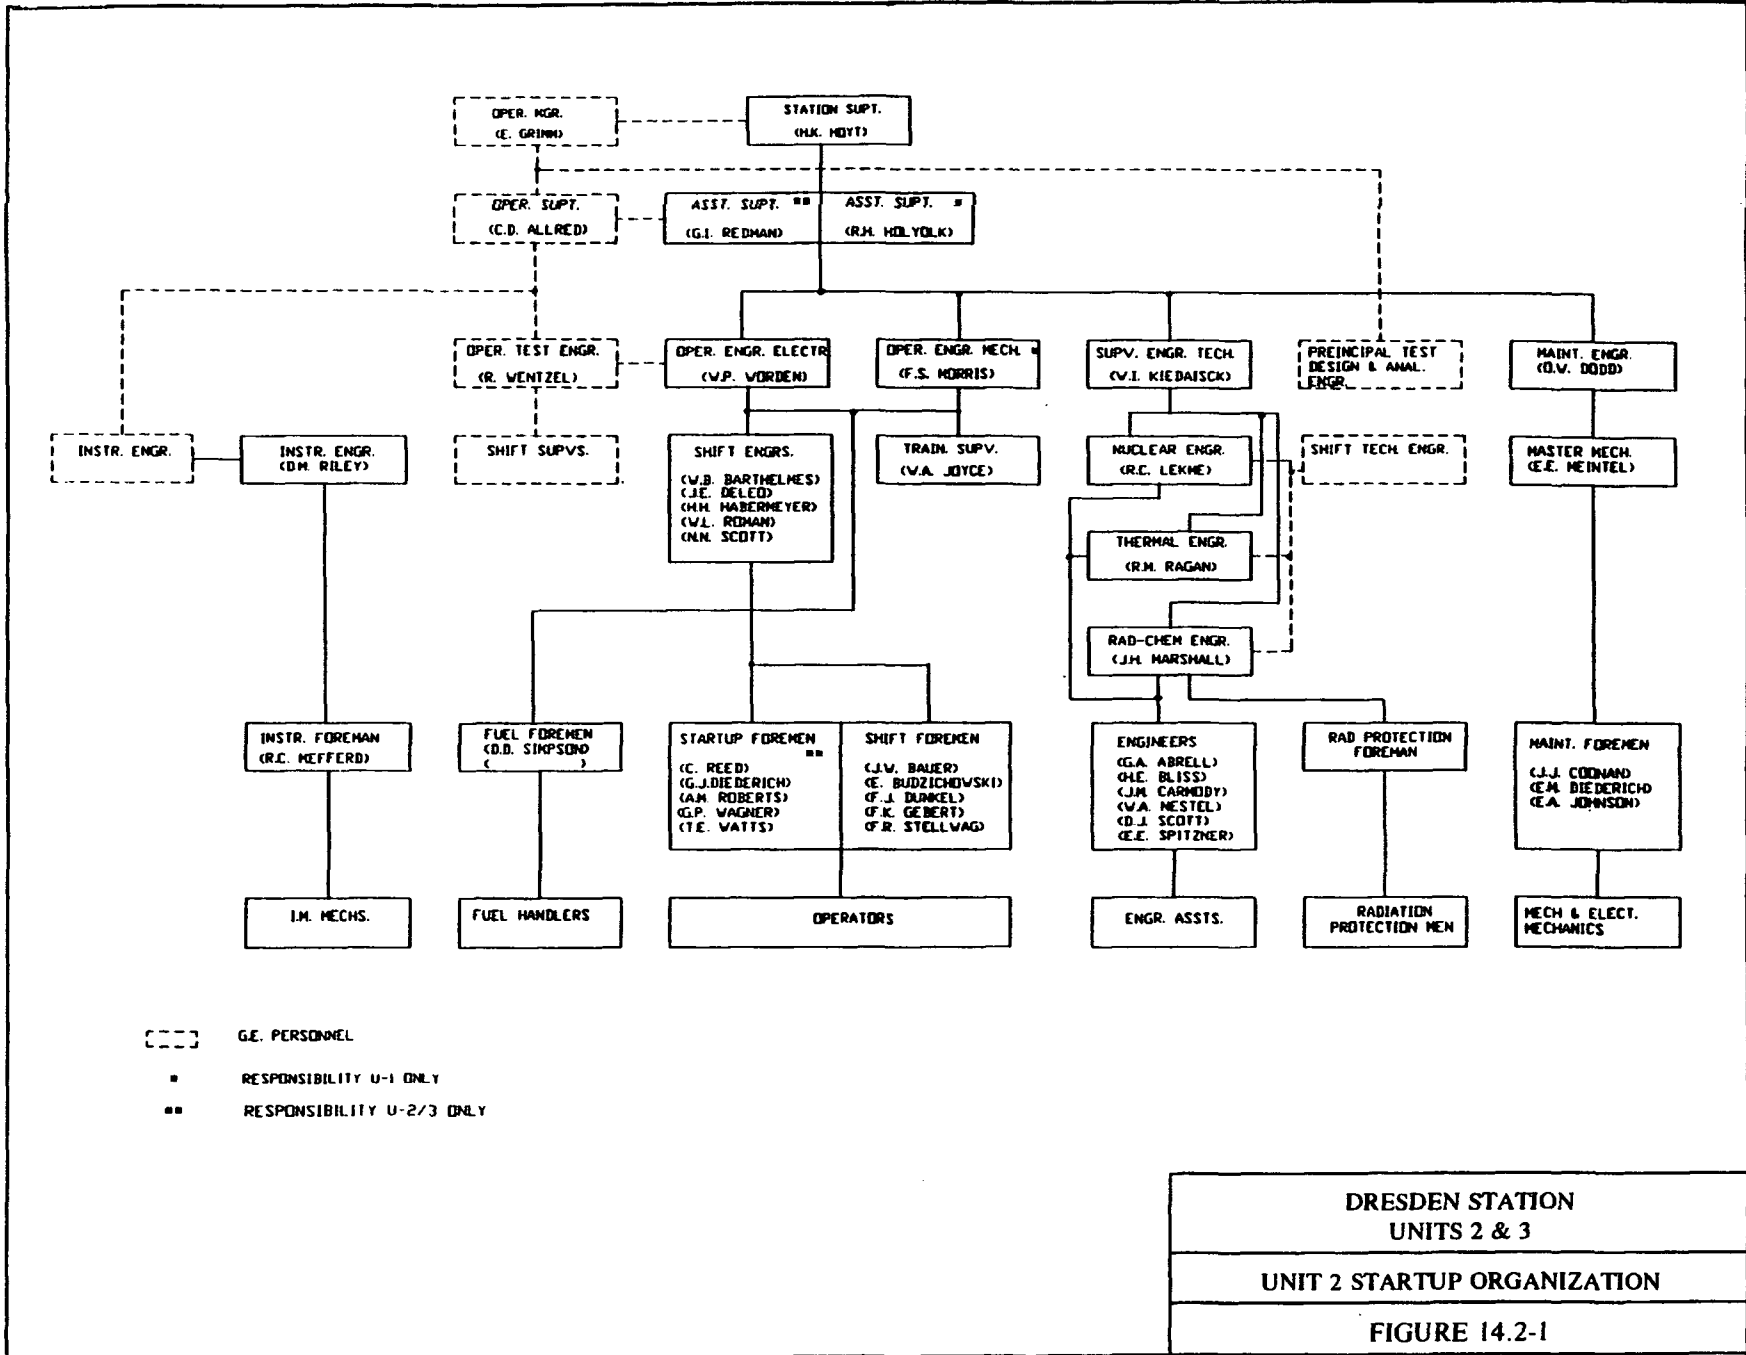 OPER. MGR.
(E. GRIMM)
STATION SUPT.
(H.K. HOYT)
OPER. SUPT.
(C.D. ALLRED)
ASST. SUPT. **
(G.I. REDMAN)
ASST. SUPT. *
(R.H. HOLYOLK)
OPER. TEST ENGR.
(R. WENTZEL)
OPER. ENGR. ELECTR
(W.P. WORDEN)
OPER. ENGR. MECH. *
(F.S. MORRIS)
SUPV. ENGR. TECH.
(W.I. KIEDAISCK)
PREINCIPAL TEST
DESIGN & ANAL.
ENGR.
MAINT. ENGR.
(O.W. DODD)
INSTR. ENGR.
INSTR. ENGR.
(D.M. RILEY)
SHIFT SUPVS.
SHIFT ENGRS.
(W.B. BARTHELMES)
(J.E. DELEO)
(H.H. HABERMEYER)
(W.L. ROMAN)
(N.N. SCOTT)
TRAIN. SUPV.
(W.A. JOYCE)
NUCLEAR ENGR.
(R.C. LEKME)
SHIFT TECH. ENGR.
MASTER MECH.
(E.E. MEINTEL)
THERMAL ENGR.
(R.M. RAGAN)
RAD-CHEM ENGR.
(J.H. MARSHALL)
INSTR. FOREMAN
(R.C. MEFFERD)
FUEL FOREMEN
(D.D. SIMPSON)
( )
STARTUP FOREMEN
**
(C. REED)
(G.J.DIEDERICH)
(A.M. ROBERTS)
(G.P. WAGNER)
(T.E. WATTS)
SHIFT FOREMEN
(J.W. BAUER)
(E. BUDZICHOWSKI)
(F.J. DUNKEL)
(F.K. GEBERT)
(F.R. STELLWAG)
ENGINEERS
(G.A. ABRELL)
(H.E. BLISS)
(J.M. CARMODY)
(W.A. NESTEL)
(D.J. SCOTT)
(E.E. SPITZNER)
RAD PROTECTION
FOREMAN
MAINT. FOREMEN
(J.J. COONAN)
(E.M. DIEDERICH)
(E.A. JOHNSON)
I.M. MECHS.
FUEL HANDLERS
OPERATORS
ENGR. ASSTS.
RADIATION
PROTECTION MEN
MECH & ELECT.
MECHANICS
G.E. PERSONNEL
* RESPONSIBILITY U-1 ONLY
** RESPONSIBILITY U-2/3 ONLY
DRESDEN STATION
UNITS 2 & 3
UNIT 2 STARTUP ORGANIZATION
FIGURE 14.2-1